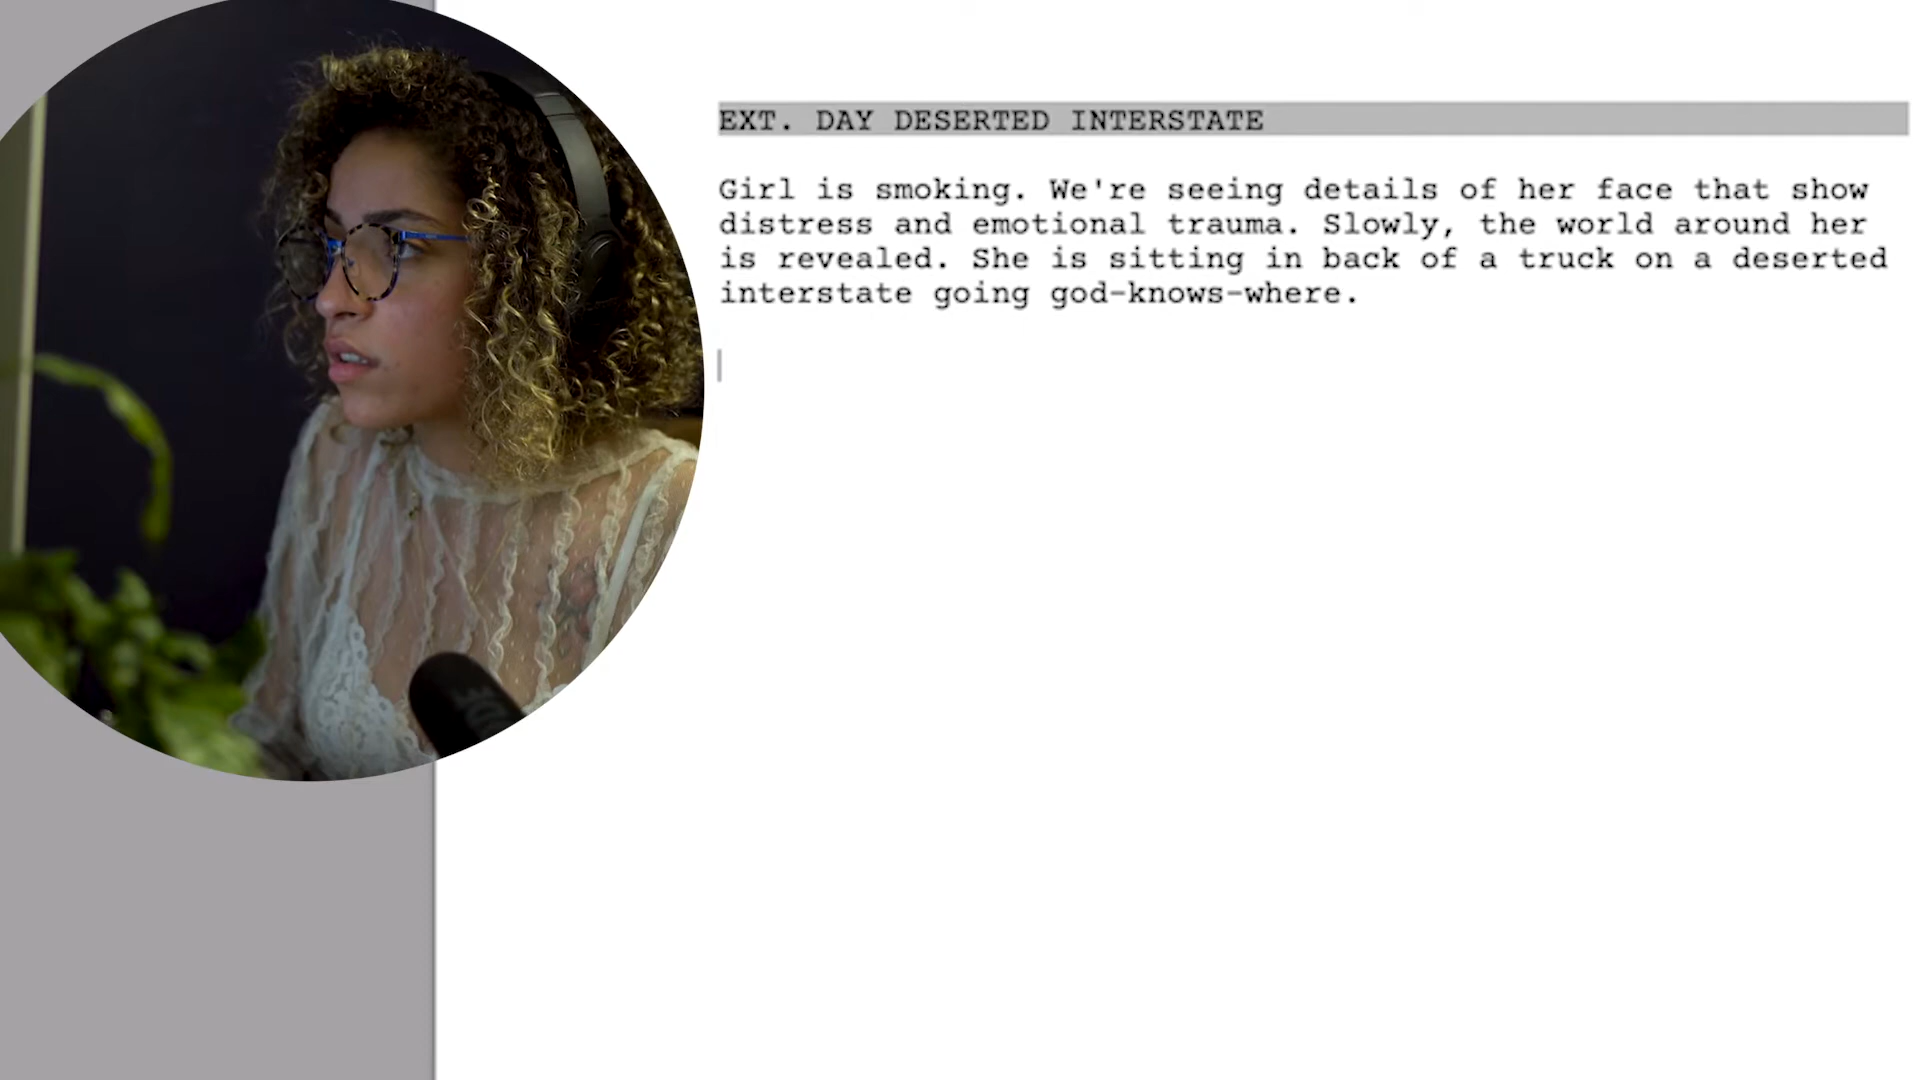 EXT. DAY DESERTED INTERSTATE
Girl is smoking. We're seeing details of her face that show
distress and emotional trauma. Slowly, the world around her
is revealed. She is sitting in back of a truck on a deserted
interstate going god-knows-where.